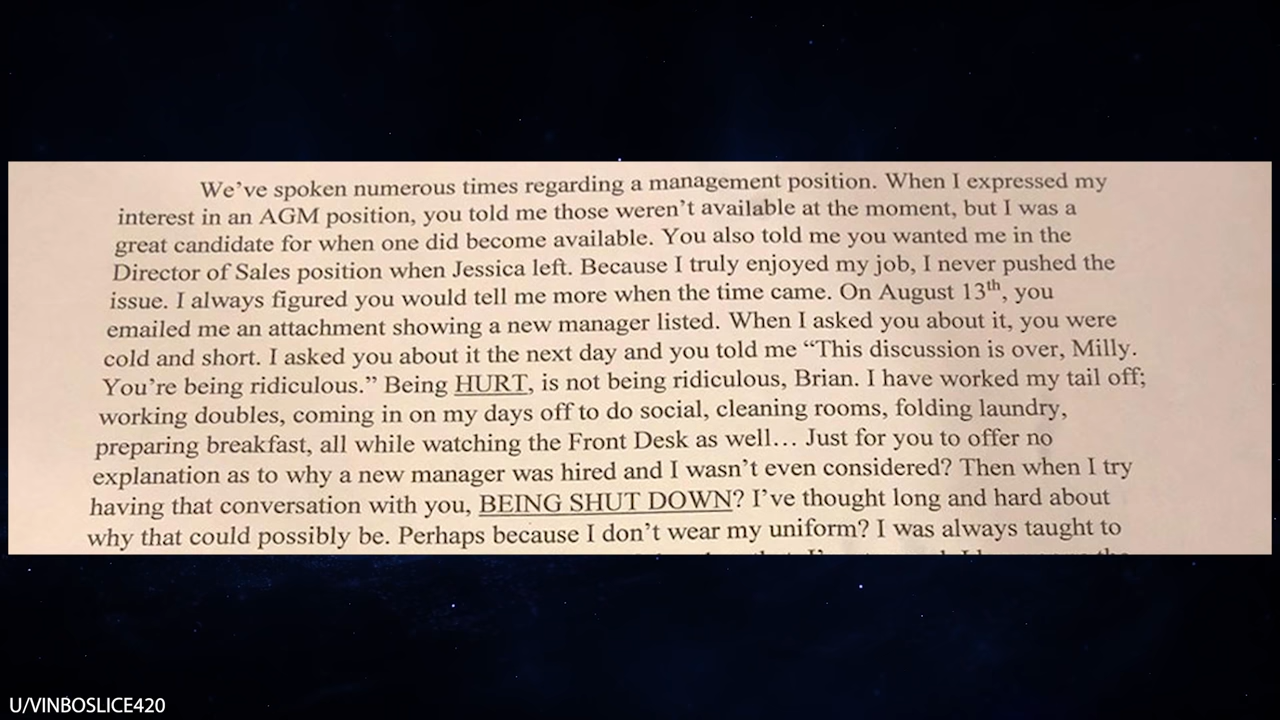 We've spoken numerous times regarding a management position. When I expressed my
interest in an AGM position, you told me those weren't available at the moment, but I was a
great candidate for when one did become available. You also told me you wanted me in the
Director of Sales position when Jessica left. Because I truly enjoyed my job, I never pushed the
issue. I always figured you would tell me more when the time came. On August 13th, you
emailed me an attachment showing a new manager listed. When I asked you about it, you were
cold and short. I asked you about it the next day and you told me “This discussion is over, Milly.
You're being ridiculous.” Being HURT, is not being ridiculous, Brian. I have worked my tail off;
working doubles, coming in on my days off to do social, cleaning rooms, folding laundry,
preparing breakfast, all while watching the Front Desk as well… Just for you to offer no
explanation as to why a new manager was hired and I wasn't even considered? Then when I try
having that conversation with you, BEING SHUT DOWN? I've thought long and hard about
why that could possibly be. Perhaps because I don't wear my uniform? I was always taught to
U/VINBOSLICE420